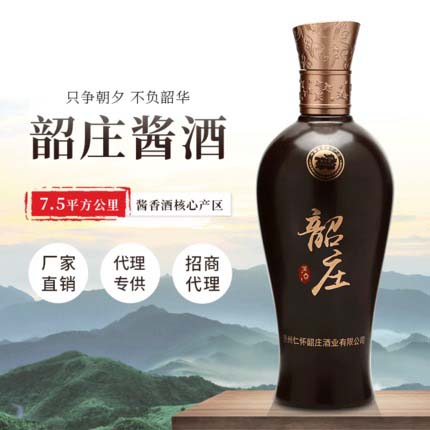 只争朝夕 不负韶华
韶庄酱酒
7.5平方公里
酱香酒核心产区
厂家
直销
代理
专供
招商
代理
韶庄
州仁怀韶庄酒业有限公司